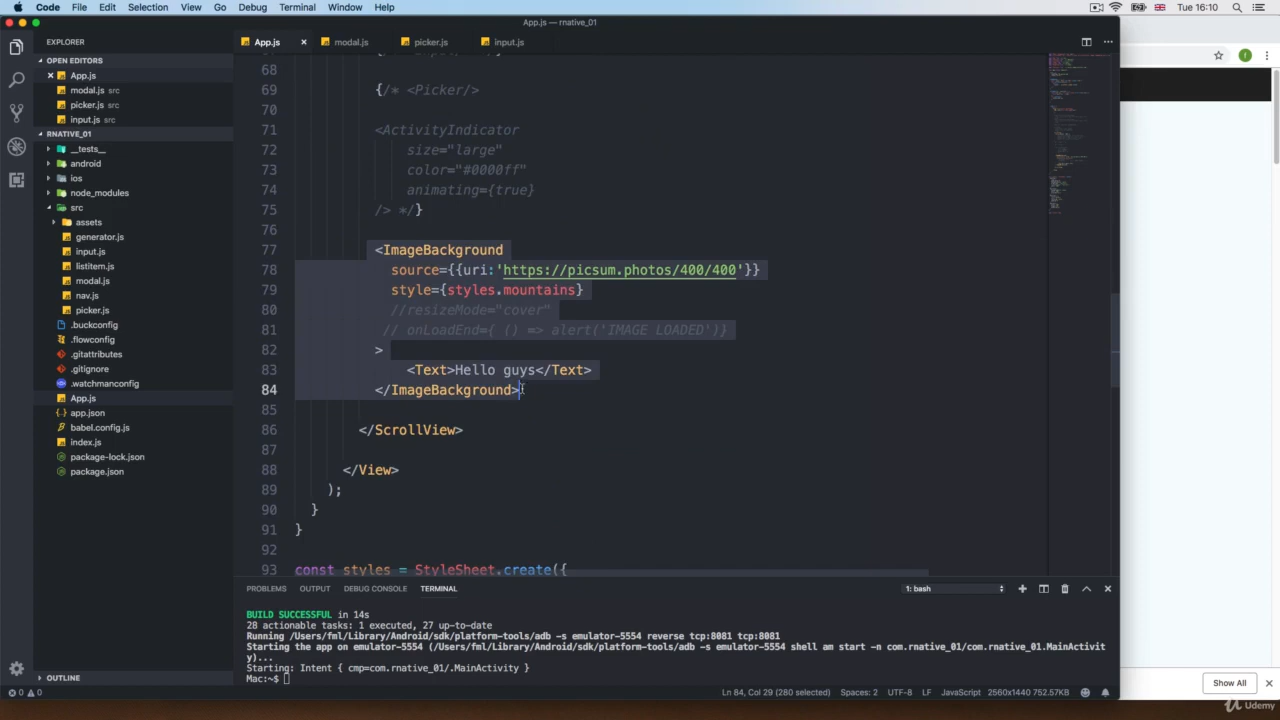 Code File Edit Selection View Go Debug Terminal Window Help
Tue 16:10
App.js — rnative_01
EXPLORER
App.js
modal.js
picker.js
input.js
OPEN EDITORS
App.js
modal.js src
picker.js src
input.js src
RNATIVE_01
__tests__
android
ios
node_modules
src
assets
generator.js
input.js
listitem.js
modal.js
nav.js
picker.js
.buckconfig
.flowconfig
.gitattributes
.gitignore
.watchmanconfig
App.js
app.json
babel.config.js
index.js
package-lock.json
package.json
OUTLINE
68
69 {/* <Picker/>
70
71 <ActivityIndicator
72 size="large"
73 color="#0000ff"
74 animating={true}
75 /> */}
76
77 <ImageBackground
78 source={{uri:'https://picsum.photos/400/400'}}
79 style={styles.mountains}
80 //resizeMode="cover"
81 // onLoadEnd={ () => alert('IMAGE LOADED')}
82 >
83 <Text>Hello guys</Text>
84 </ImageBackground>
85
86 </ScrollView>
87
88 </View>
89 );
90 }
91 }
92
93 const styles = StyleSheet.create({
PROBLEMS OUTPUT DEBUG CONSOLE TERMINAL
1: bash
BUILD SUCCESSFUL in 14s
28 actionable tasks: 1 executed, 27 up-to-date
Running /Users/fml/Library/Android/sdk/platform-tools/adb -s emulator-5554 reverse tcp:8081 tcp:8081
Starting the app on emulator-5554 (/Users/fml/Library/Android/sdk/platform-tools/adb -s emulator-5554 shell am start -n com.rnative_01/com.rnative_01.MainActivit
y)...
Starting: Intent { cmp=com.rnative_01/.MainActivity }
Mac:~$
0 0
Ln 84, Col 29 (280 selected) Spaces: 2 UTF-8 LF JavaScript 2560x1440 752.57KB
Show All
Udemy